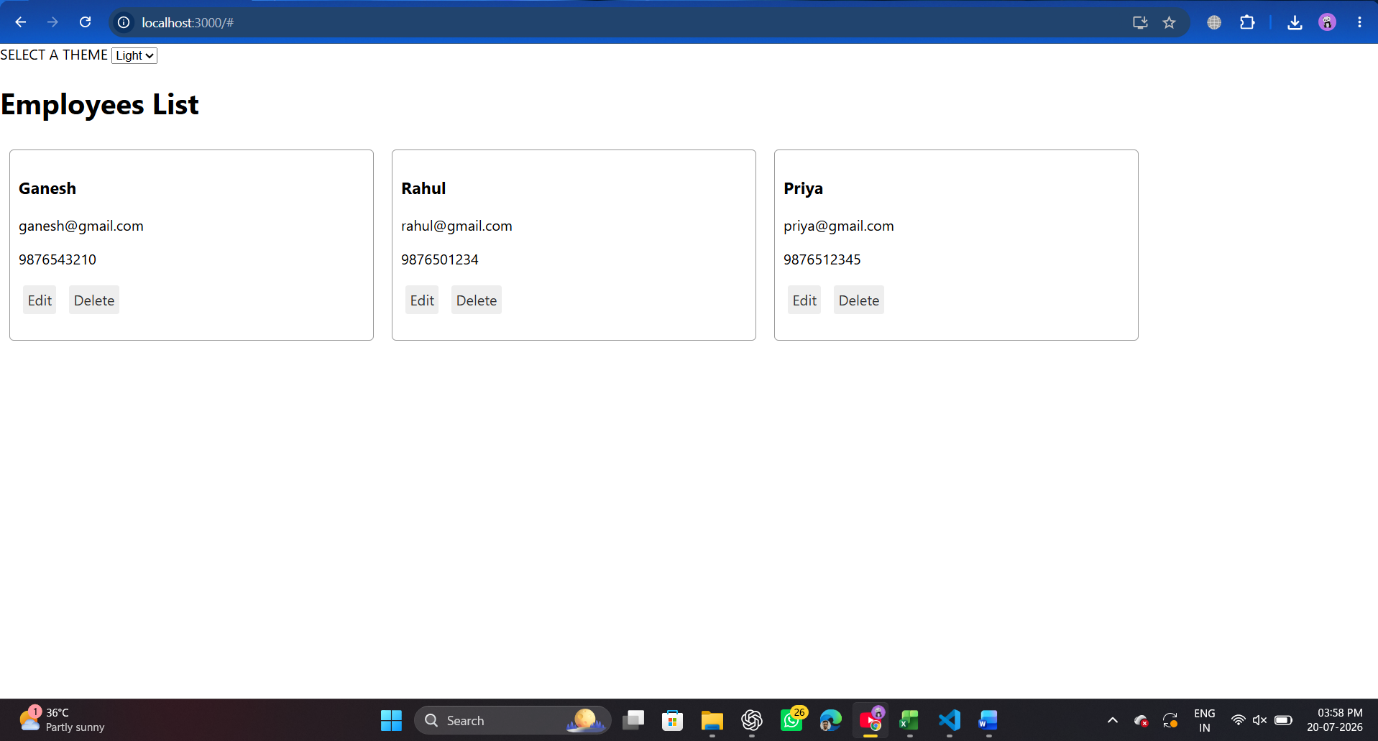 localhost:3000/#
SELECT A THEME Light
Employees List
Ganesh
ganesh@gmail.com
9876543210
Edit Delete
Rahul
rahul@gmail.com
9876501234
Edit Delete
Priya
priya@gmail.com
9876512345
Edit Delete
1
36°C
Partly sunny
Search
26
ENG
IN
03:58 PM
20-07-2026